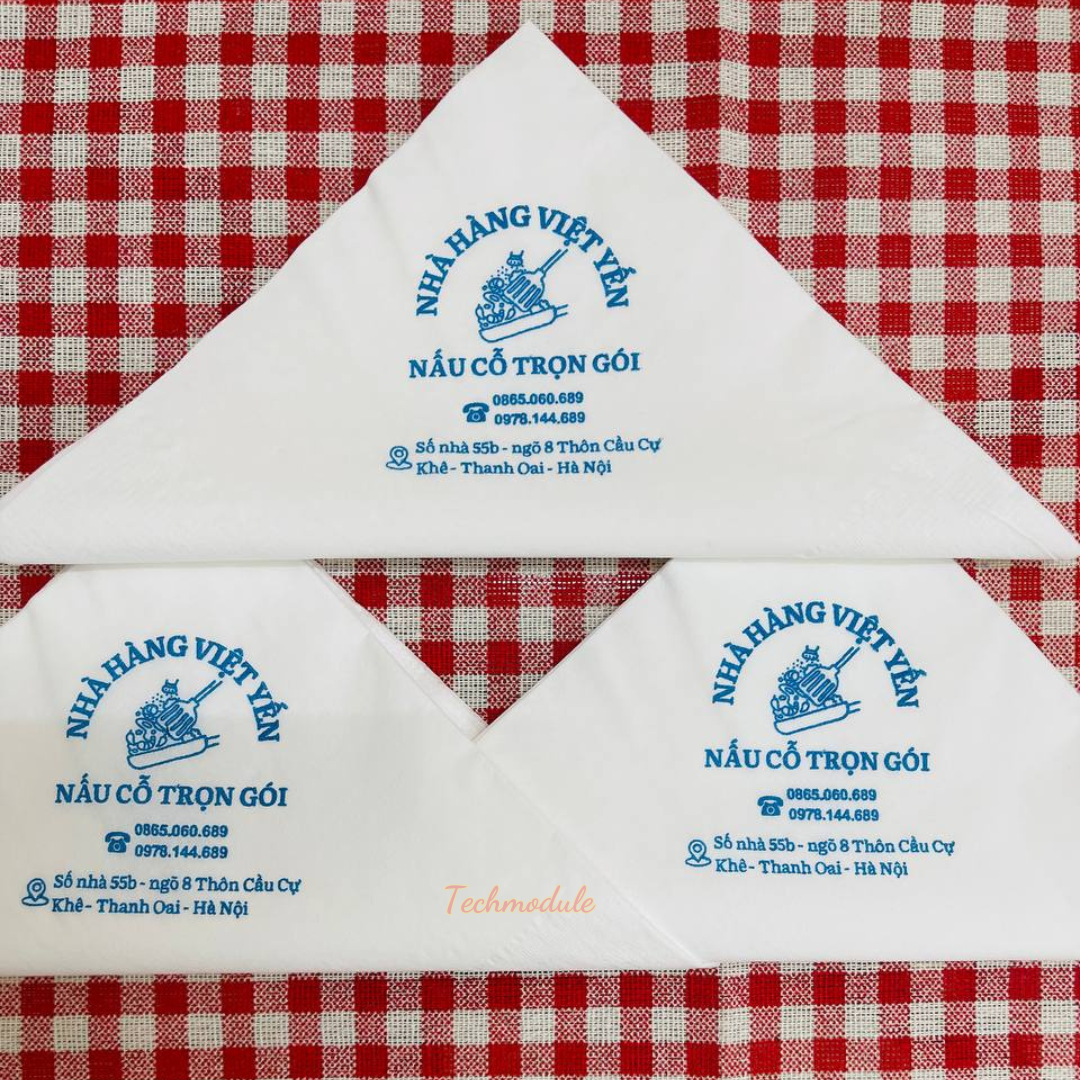 NHÀ HÀNG VIỆT YẾN
NẤU CỖ TRỌN GÓI
0865.060.689
0978.144.689
Số nhà 55b - ngõ 8 Thôn Cầu Cự
Khê - Thanh Oai - Hà Nội
NHÀ HÀNG VIỆT YẾN
NẤU CỖ TRỌN GÓI
0865.060.689
0978.144.689
Số nhà 55b - ngõ 8 Thôn Cầu Cự
Khê - Thanh Oai - Hà Nội
NHÀ HÀNG VIỆT YẾN
NẤU CỖ TRỌN GÓI
0865.060.689
0978.144.689
Số nhà 55b - ngõ 8 Thôn Cầu Cự
Khê - Thanh Oai - Hà Nội
Techmodule